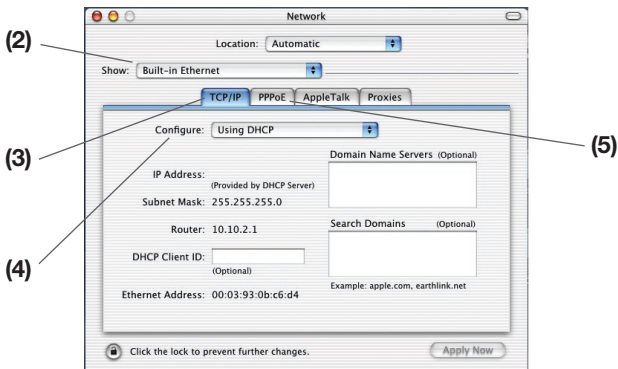 Network
(2)
Location: Automatic
Show: Built-in Ethernet
TCP/IP PPPoE AppleTalk Proxies
(3)
Configure: Using DHCP
(5)
Domain Name Servers (Optional)
IP Address:
(Provided by DHCP Server)
Subnet Mask: 255.255.255.0
Search Domains (Optional)
Router: 10.10.2.1
(4)
DHCP Client ID:
(Optional)
Example: apple.com, earthlink.net
Ethernet Address: 00:03:93:0b:c6:d4
Click the lock to prevent further changes.
Apply Now